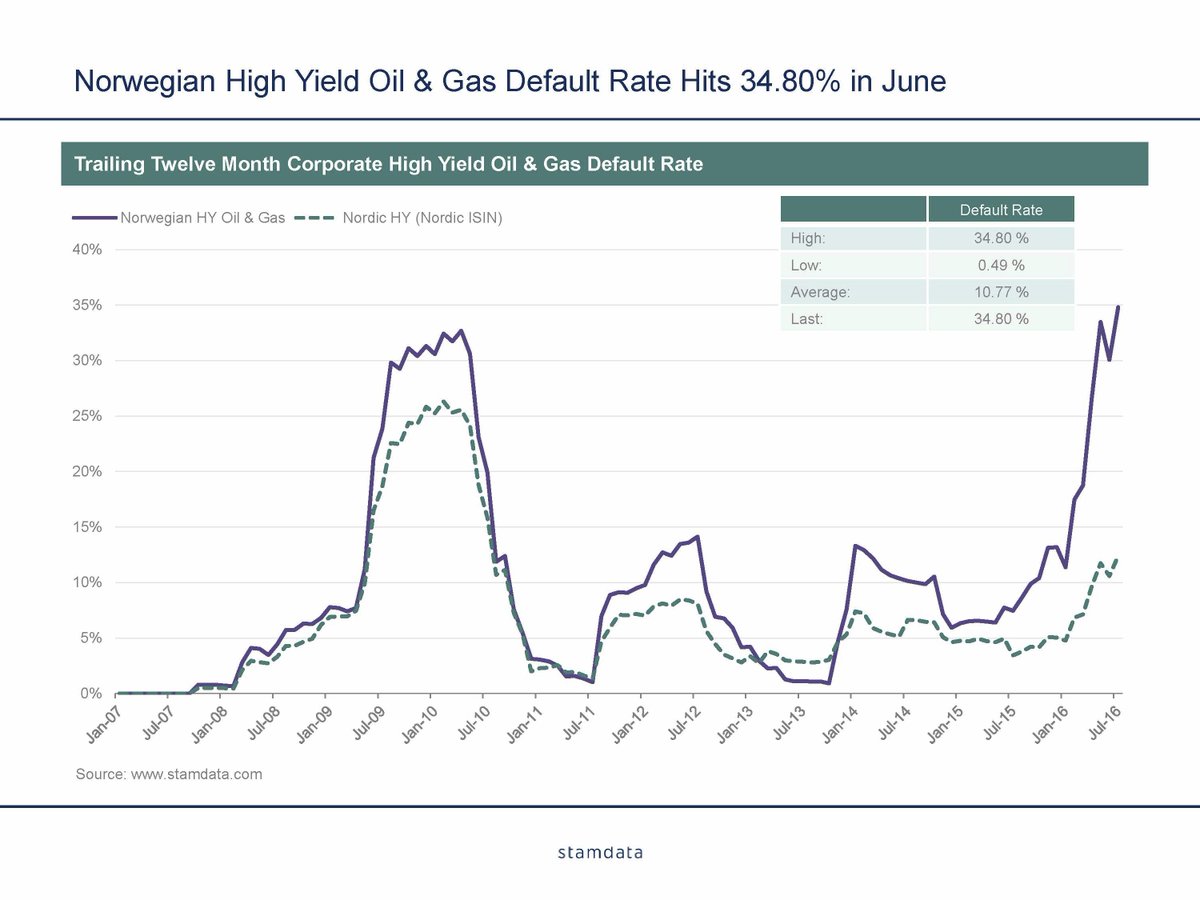 Norwegian High Yield Oil & Gas Default Rate Hits 34.80% in June
Trailing Twelve Month Corporate High Yield Oil & Gas Default Rate
Norwegian HY Oil & Gas
Nordic HY (Nordic ISIN)
Default Rate
High: 34.80 %
Low: 0.49 %
Average: 10.77 %
Last: 34.80 %
40%
35%
30%
25%
20%
15%
10%
5%
0%
Jan-07
Jul-07
Jan-08
Jul-08
Jan-09
Jul-09
Jan-10
Jul-10
Jan-11
Jul-11
Jan-12
Jul-12
Jan-13
Jul-13
Jan-14
Jul-14
Jan-15
Jul-15
Jan-16
Jul-16
Source: www.stamdata.com
stamdata